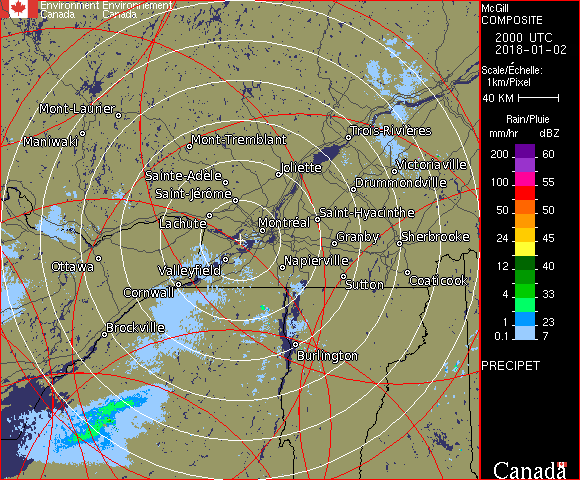 Environment Environnement
Canada Canada
McGill
COMPOSITE
2000 UTC
2018-01-02
Scale/Échelle:
1km/Pixel
40 KM
Rain/Pluie
mm/hr dBZ
200 60
100 55
50 50
24 45
12 40
4 33
1 23
0.1 7
PRECIPET
Canada
Mont-Laurier
Maniwaki
Mont-Tremblant
Trois-Rivières
Joliette
Victoriaville
Sainte-Adèle
Drummondville
Saint-Jérôme
Saint-Hyacinthe
Lachute
Montréal
Granby
Sherbrooke
Ottawa
Valleyfield
Napierville
Cornwall
Sutton
Coaticook
Brockville
Burlington